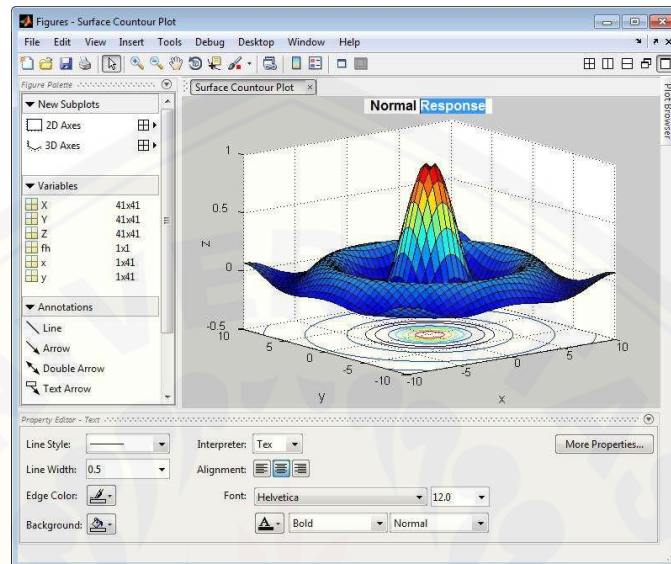 Figures - Surface Countour Plot
File Edit View Insert Tools Debug Desktop Window Help
Figure Palette
Surface Countour Plot ×
Plot Browser
New Subplots
2D Axes
3D Axes
Variables
X 41x41
Y 41x41
Z 41x41
fh 1x1
x 1x41
y 1x41
Annotations
Line
Arrow
Double Arrow
Text Arrow
Normal Response
1
0.5
0
-0.5
z
10
5
0
-5
-10
y
-10
-5
0
5
10
x
Property Editor - Text
Line Style:
Line Width: 0.5
Edge Color:
Background:
Interpreter: Tex
Alignment:
Font: Helvetica 12.0
A Bold Normal
More Properties...